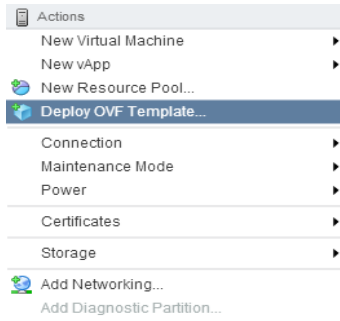 Actions
New Virtual Machine
New vApp
New Resource Pool...
Deploy OVF Template...
Connection
Maintenance Mode
Power
Certificates
Storage
Add Networking...
Add Diagnostic Partition...